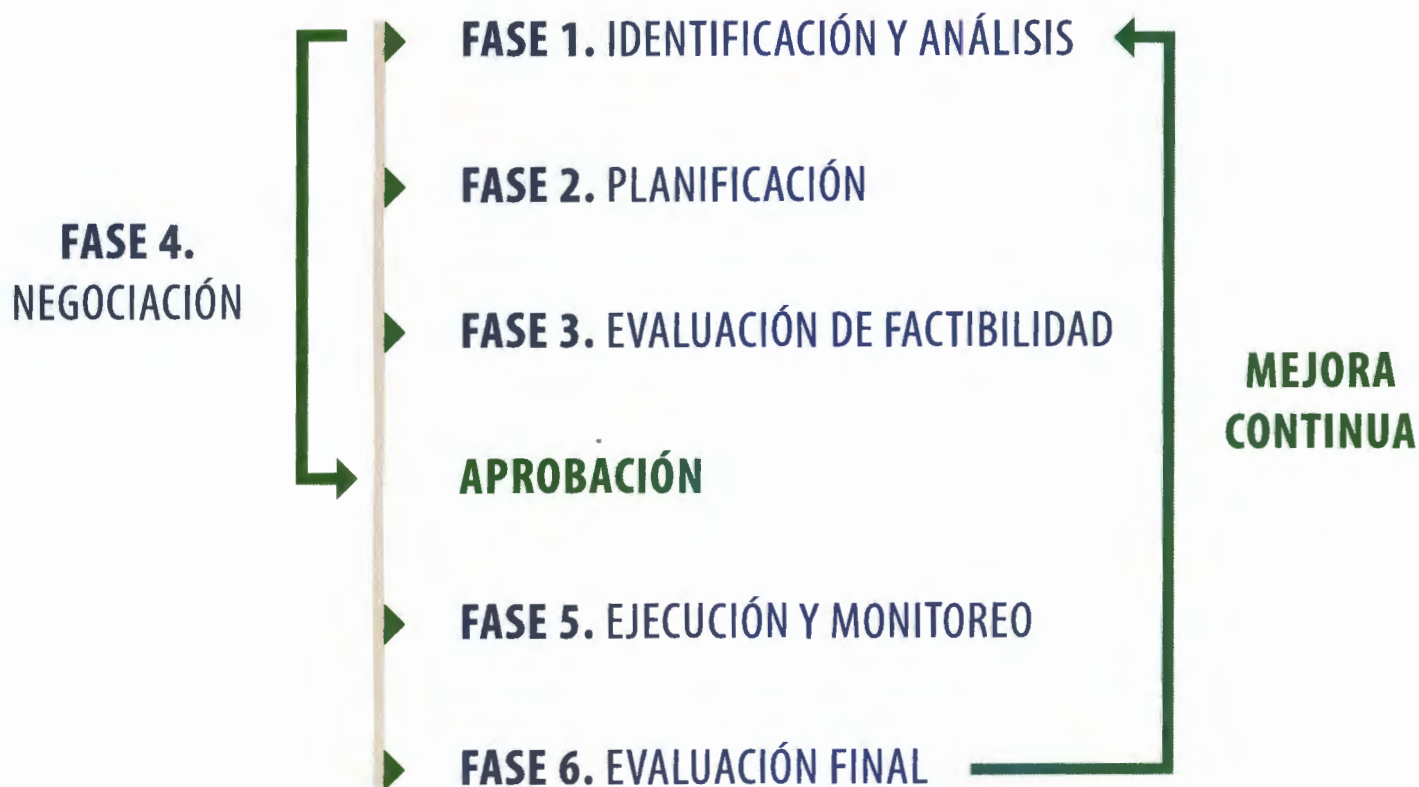 FASE 1. IDENTIFICACIÓN Y ANÁLISIS
FASE 2. PLANIFICACIÓN
FASE 4.
NEGOCIACIÓN
FASE 3. EVALUACIÓN DE FACTIBILIDAD
MEJORA
CONTINUA
APROBACIÓN
FASE 5. EJECUCIÓN Y MONITOREO
FASE 6. EVALUACIÓN FINAL